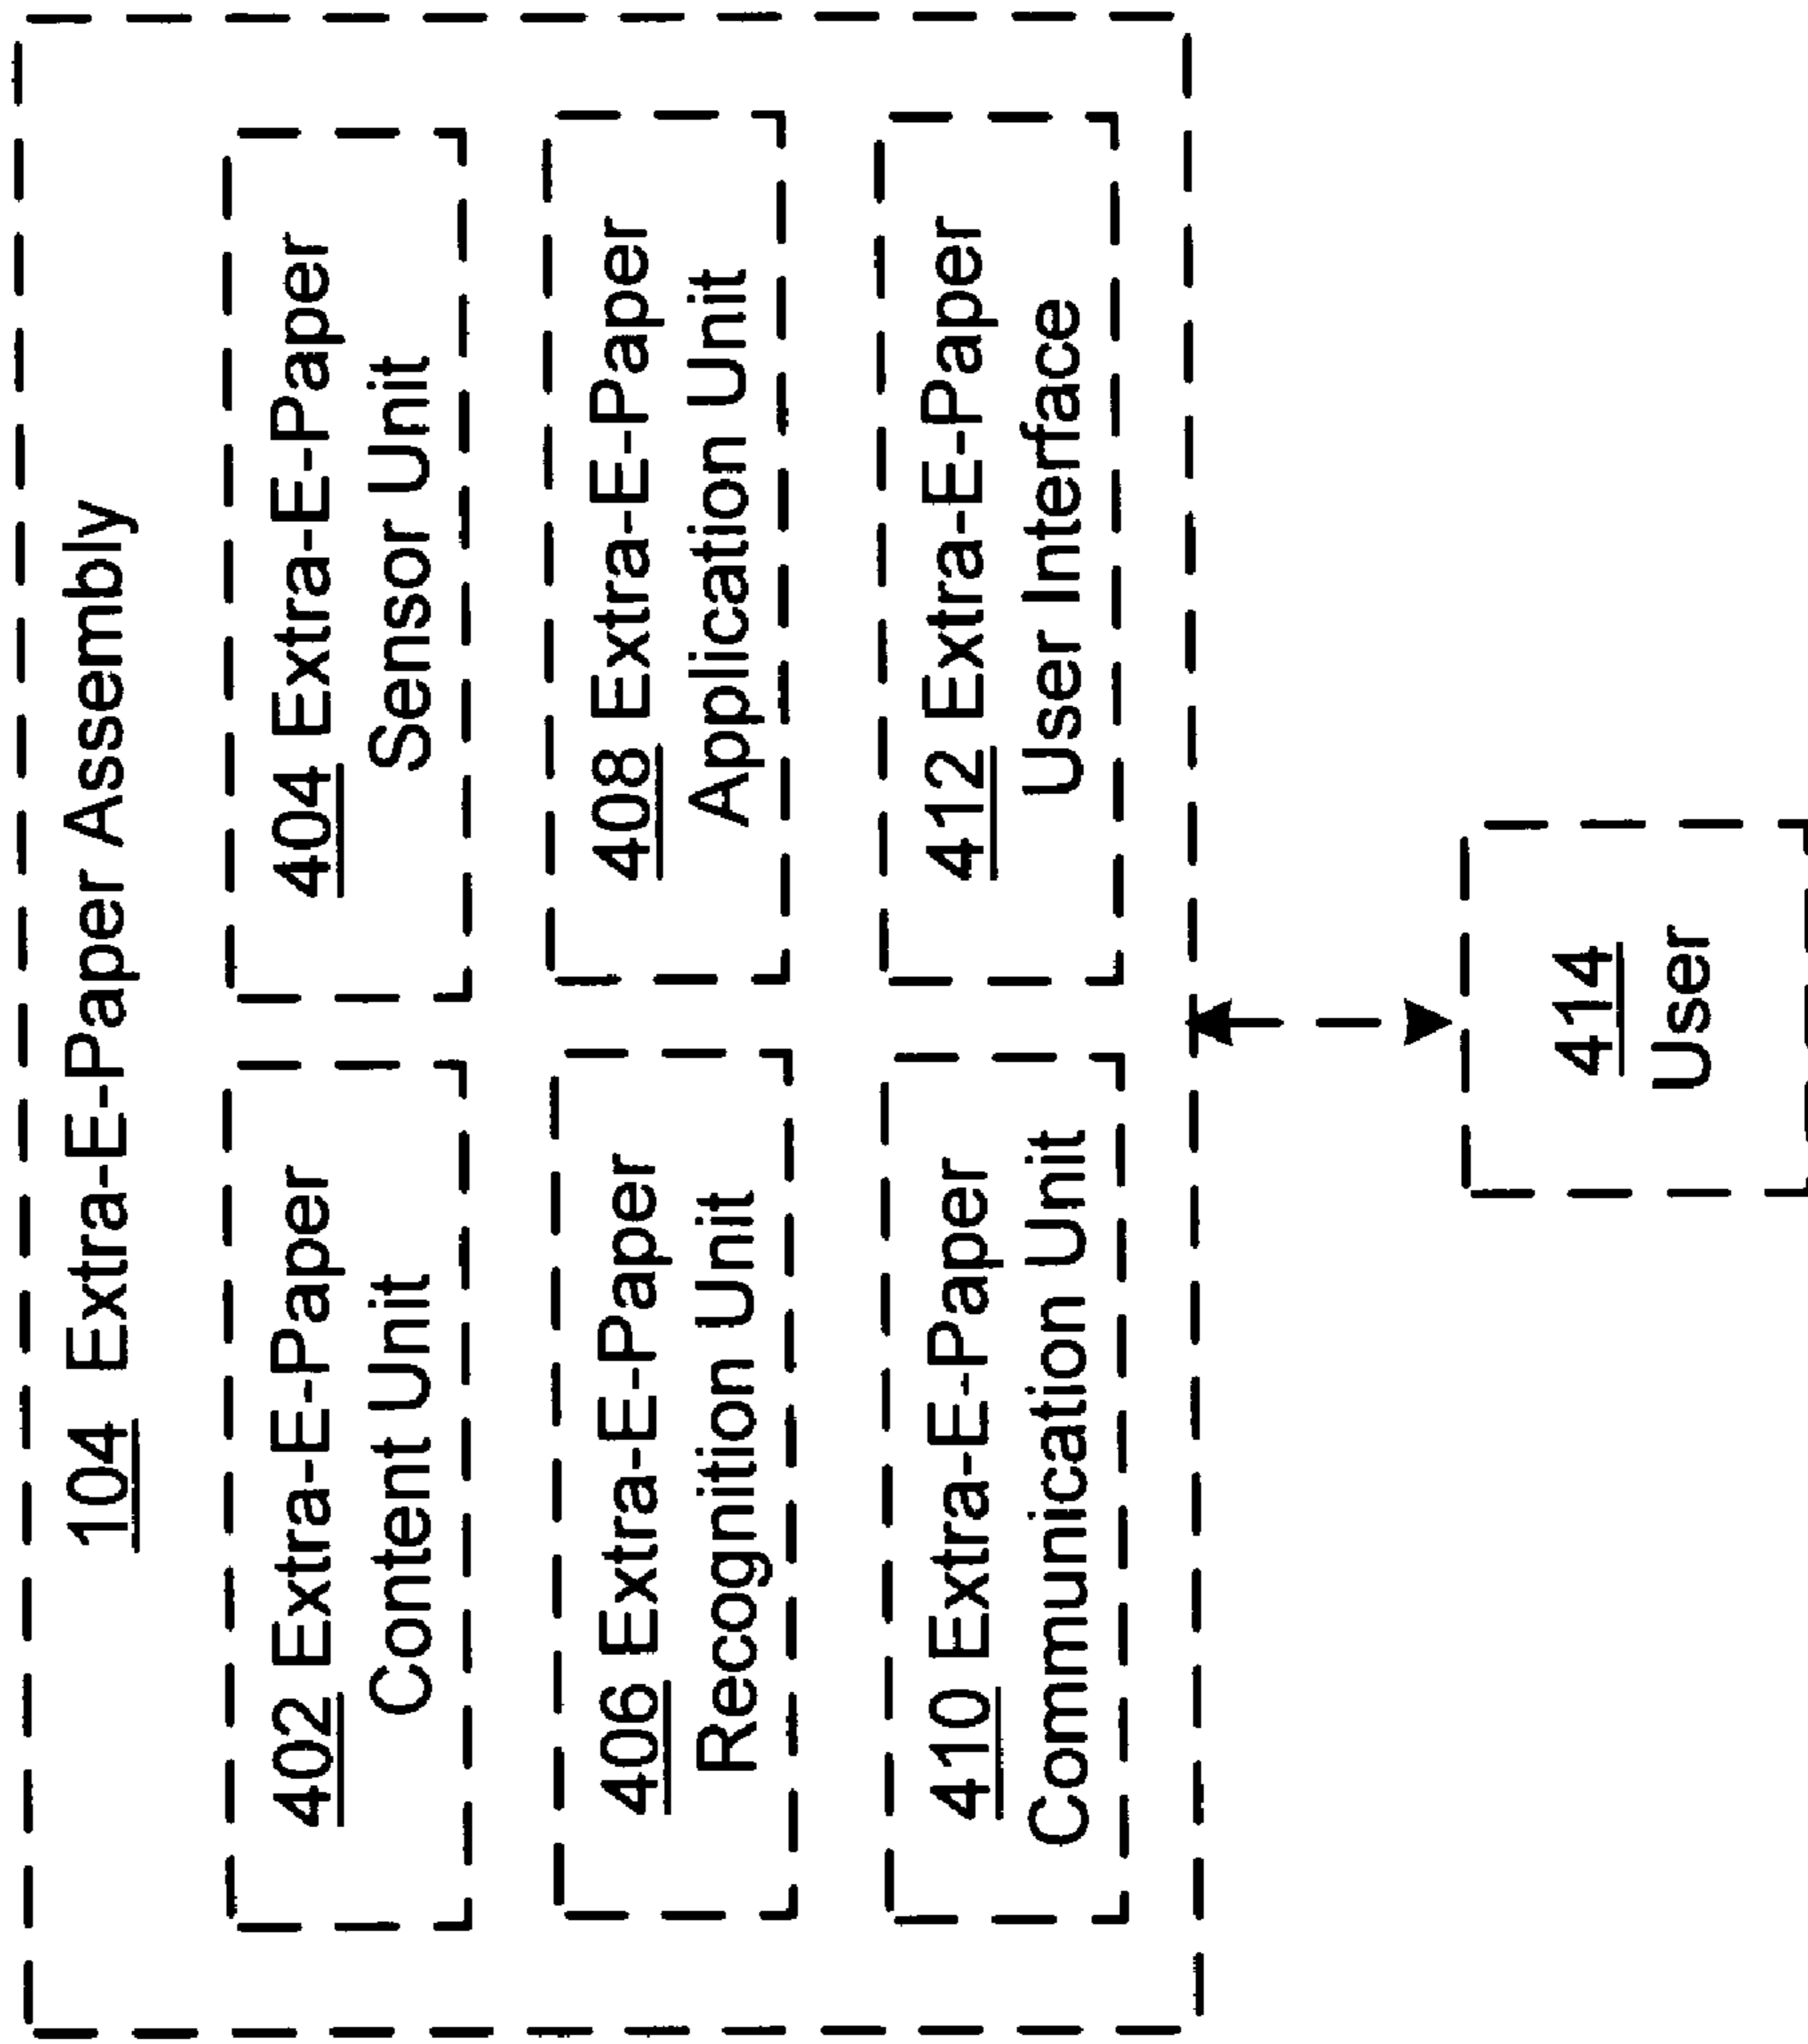 104 Extra-E-Paper Assembly
402 Extra-E-Paper
Content Unit
404 Extra-E-Paper
Sensor Unit
406 Extra-E-Paper
Recognition Unit
408 Extra-E-Paper
Application Unit
410 Extra-E-Paper
Communication Unit
412 Extra-E-Paper
User Interface
414
User